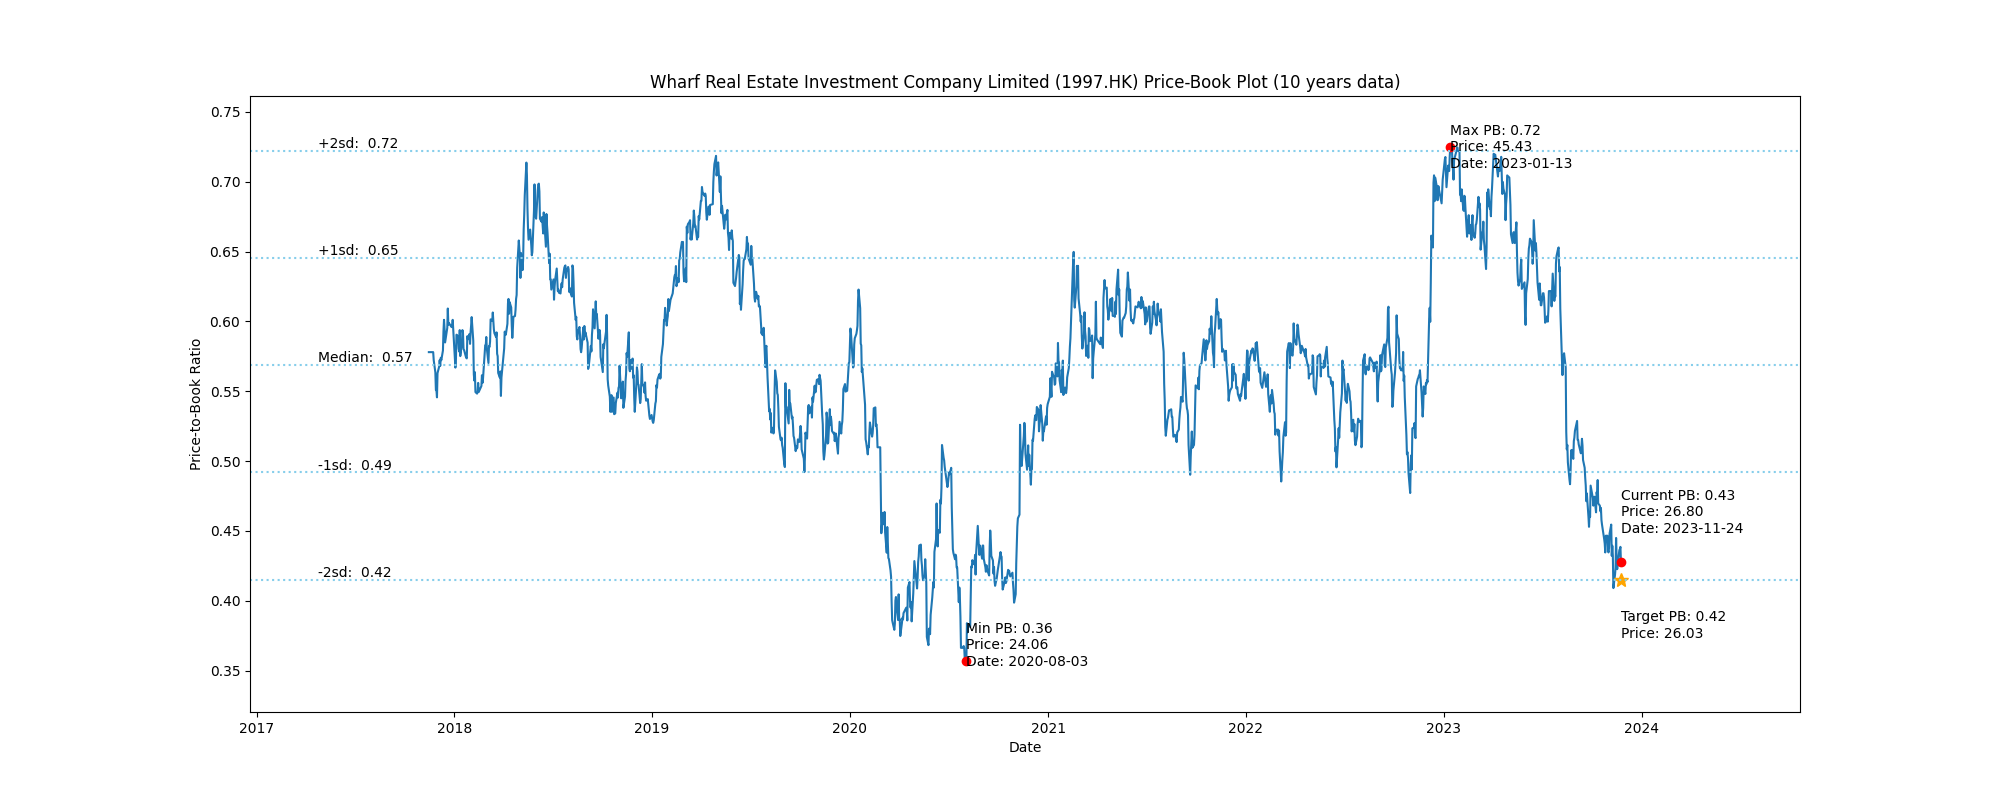 Wharf Real Estate Investment Company Limited (1997.HK) Price-Book Plot (10 years data)
Price-to-Book Ratio
0.75
0.70
0.65
0.60
0.55
0.50
0.45
0.40
0.35
+2sd:  0.72
+1sd:  0.65
Median:  0.57
-1sd:  0.49
-2sd:  0.42
Max PB: 0.72
Price: 45.43
Date: 2023-01-13
Current PB: 0.43
Price: 26.80
Date: 2023-11-24
Target PB: 0.42
Price: 26.03
Min PB: 0.36
Price: 24.06
Date: 2020-08-03
2017
2018
2019
2020
2021
2022
2023
2024
Date